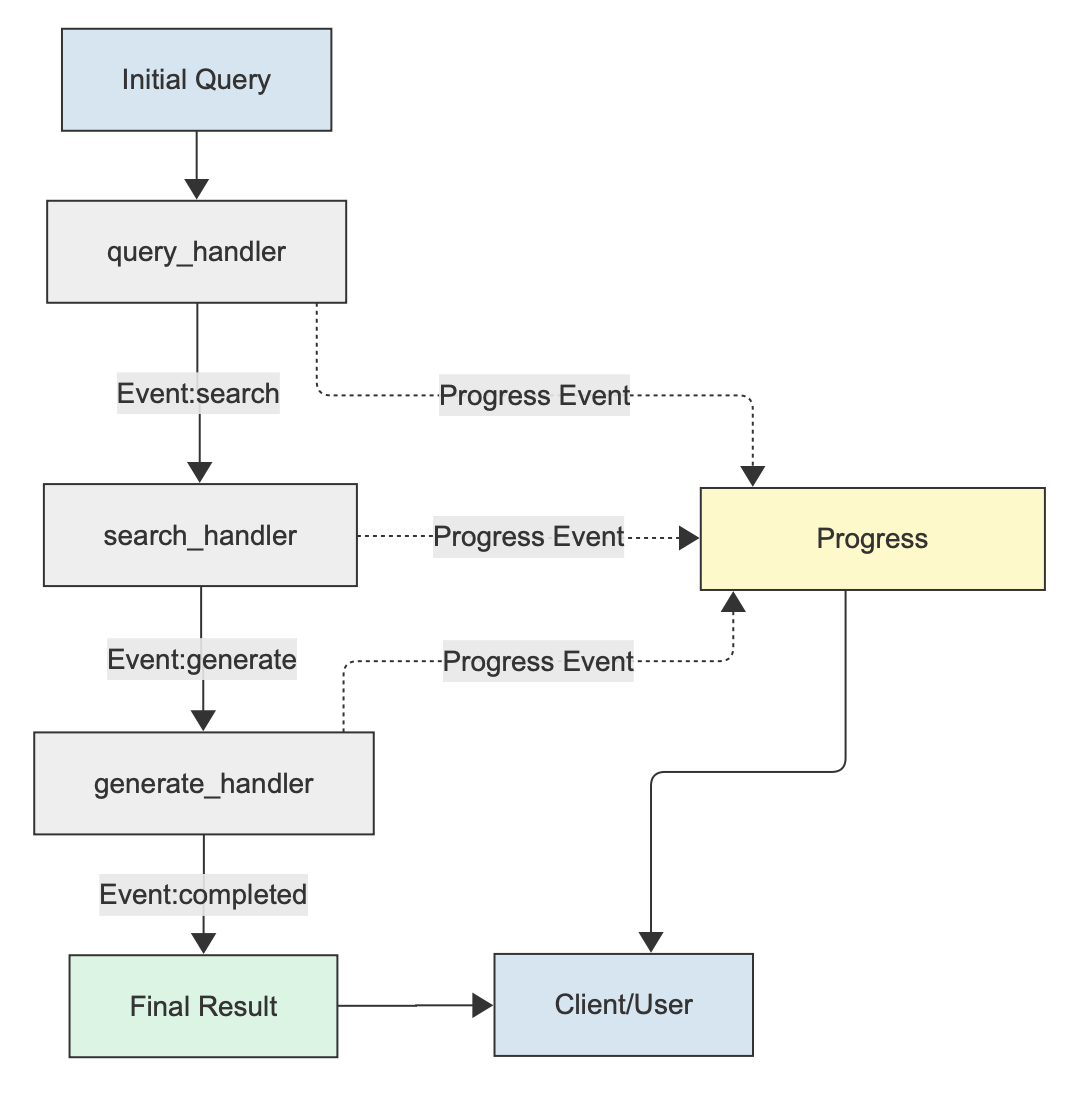 Initial Query
query_handler
Event:search
Progress Event
search_handler
Progress Event
Progress
Event:generate
Progress Event
generate_handler
Event:completed
Final Result
Client/User